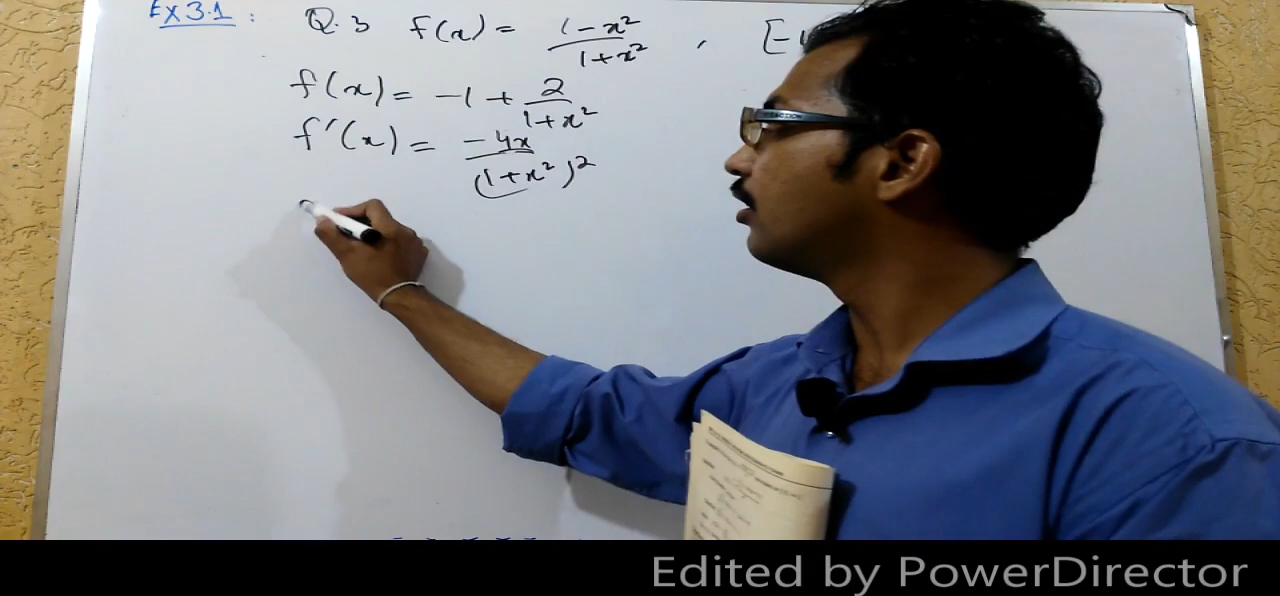 Ex 3.1 : Q.3 f(x) = (1-x²)/(1+x²) , E
f(x) = -1 + 2/(1+x²)
f'(x) = -4x/(1+x²)²
Edited by PowerDirector